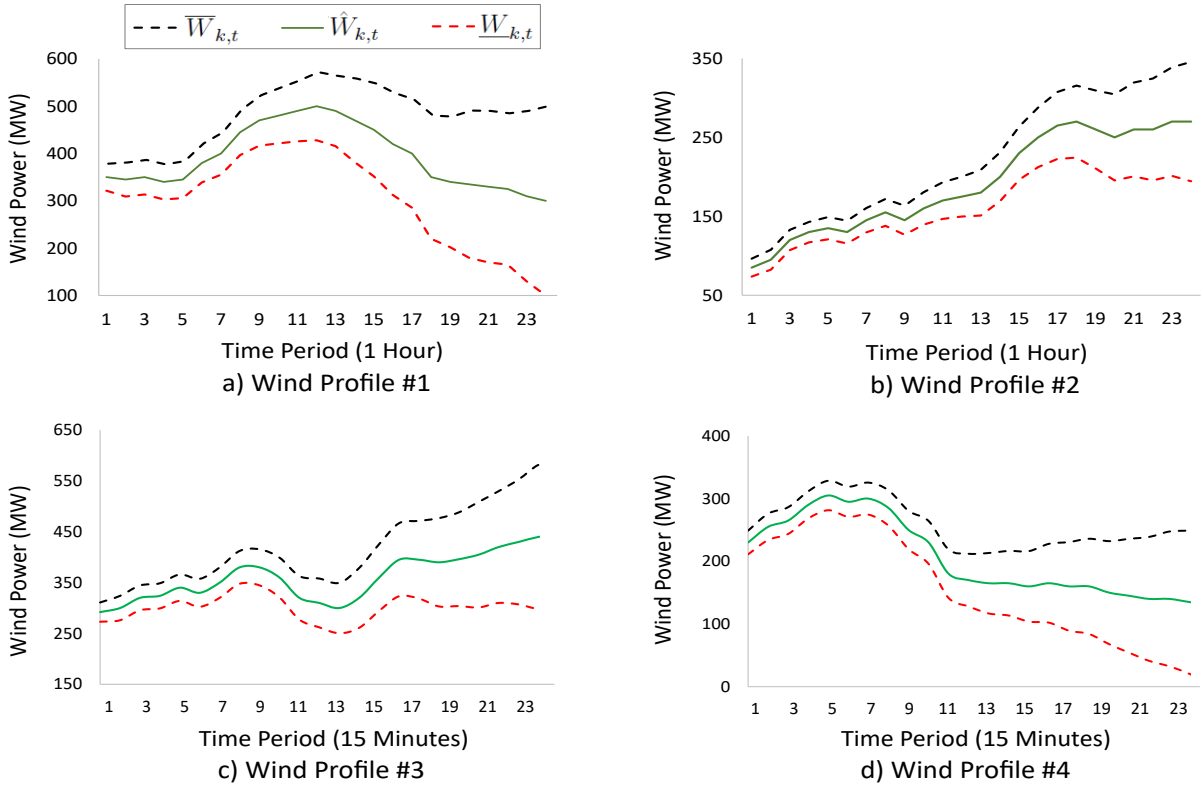 W̅k,t Ŵk,t W̲k,t
Wind Power (MW)
600
500
400
300
200
100
1 3 5 7 9 11 13 15 17 19 21 23
Time Period (1 Hour)
a) Wind Profile #1
Wind Power (MW)
350
250
150
50
1 3 5 7 9 11 13 15 17 19 21 23
Time Period (1 Hour)
b) Wind Profile #2
Wind Power (MW)
650
550
450
350
250
150
1 3 5 7 9 11 13 15 17 19 21 23
Time Period (15 Minutes)
c) Wind Profile #3
Wind Power (MW)
400
300
200
100
0
1 3 5 7 9 11 13 15 17 19 21 23
Time Period (15 Minutes)
d) Wind Profile #4